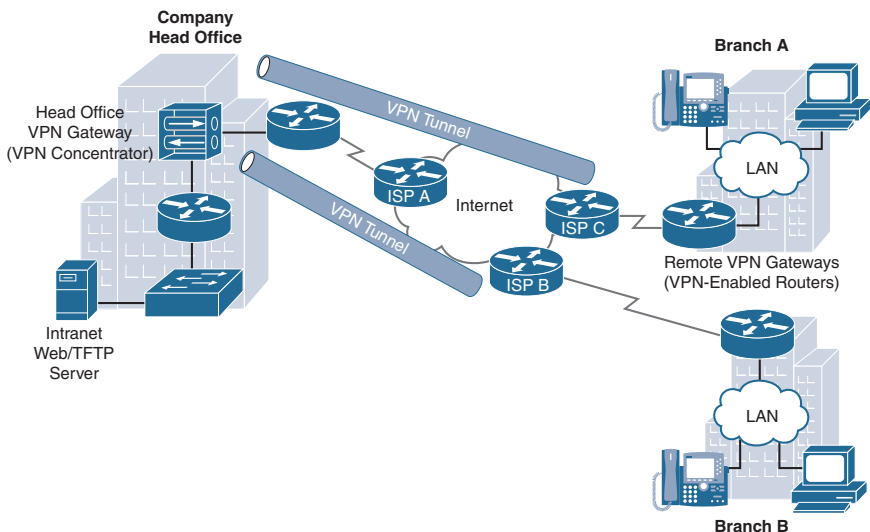 Company
Head Office
Branch A
Head Office
VPN Gateway
(VPN Concentrator)
VPN Tunnel
LAN
ISP A
Internet
ISP C
VPN Tunnel
ISP B
Remote VPN Gateways
(VPN-Enabled Routers)
Intranet
Web/TFTP
Server
LAN
Branch B